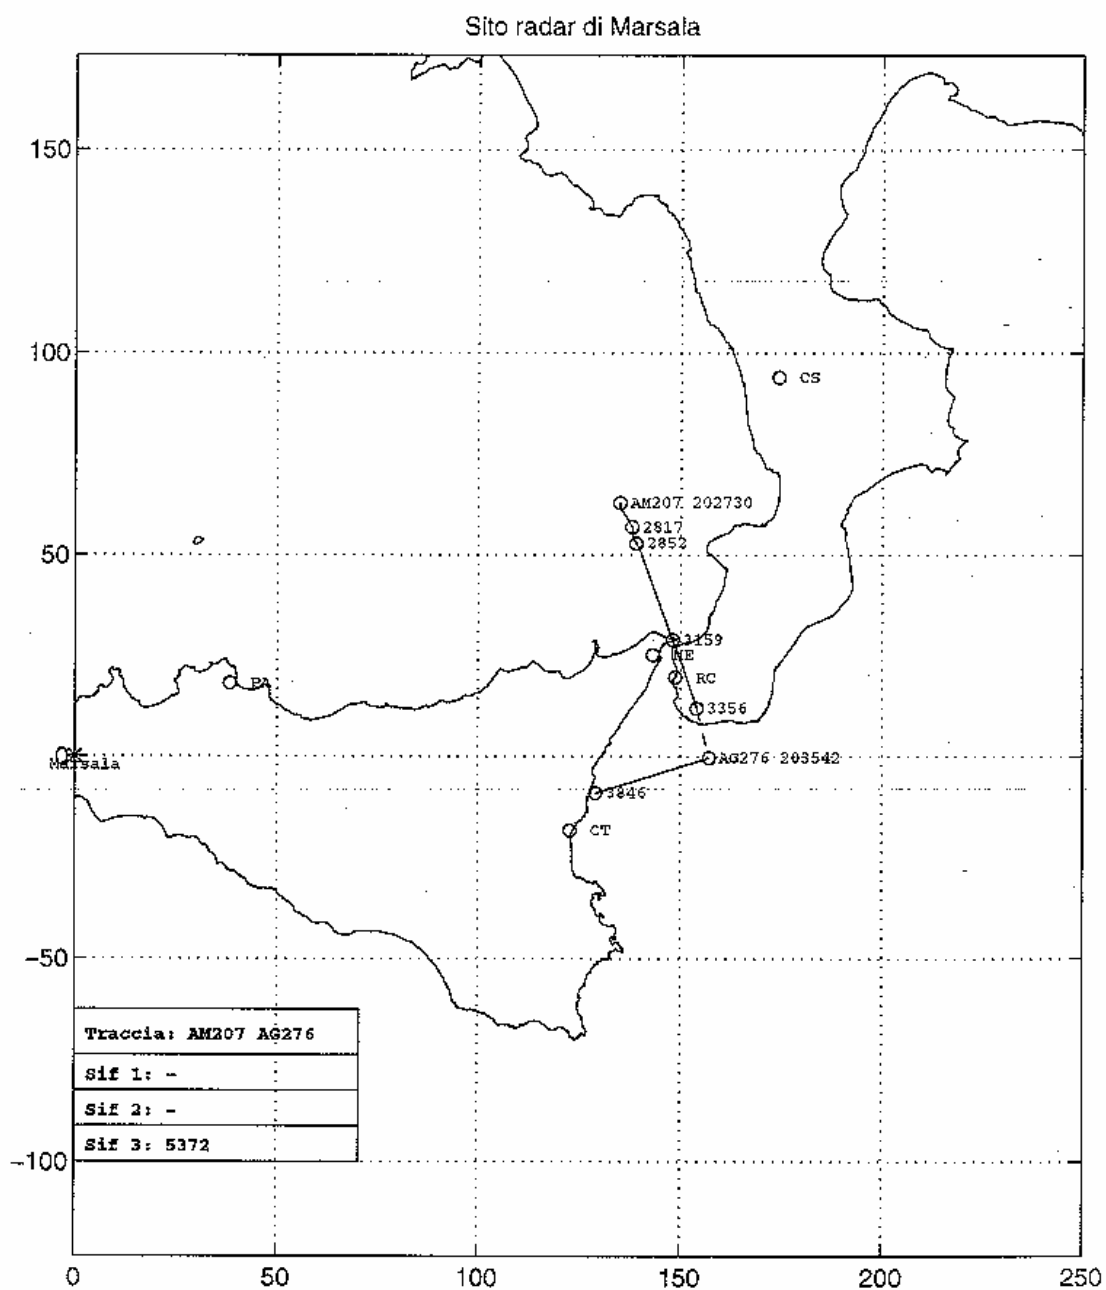 Sito radar di Marsala
150
100
CS
AM207 202730
2817
50
2852
3159
ME
PA
RC
3356
0
Marsala
AG276 203542
3846
CT
-50
Traccia: AM207 AG276
Sif 1: -
Sif 2: -
Sif 3: 5372
-100
0 50 100 150 200 250